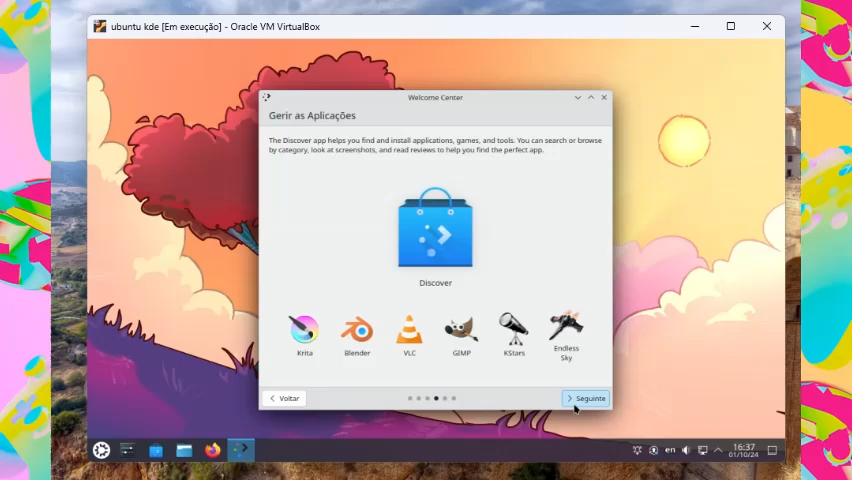 ubuntu kde [Em execução] - Oracle VM VirtualBox
Welcome Center
Gerir as Aplicações
The Discover app helps you find and install applications, games, and tools. You can search or browse
by category, look at screenshots, and read reviews to help you find the perfect app.
Discover
Krita
Blender
VLC
GIMP
KStars
Endless
Sky
Voltar
Seguinte
en
16:37
01/10/24